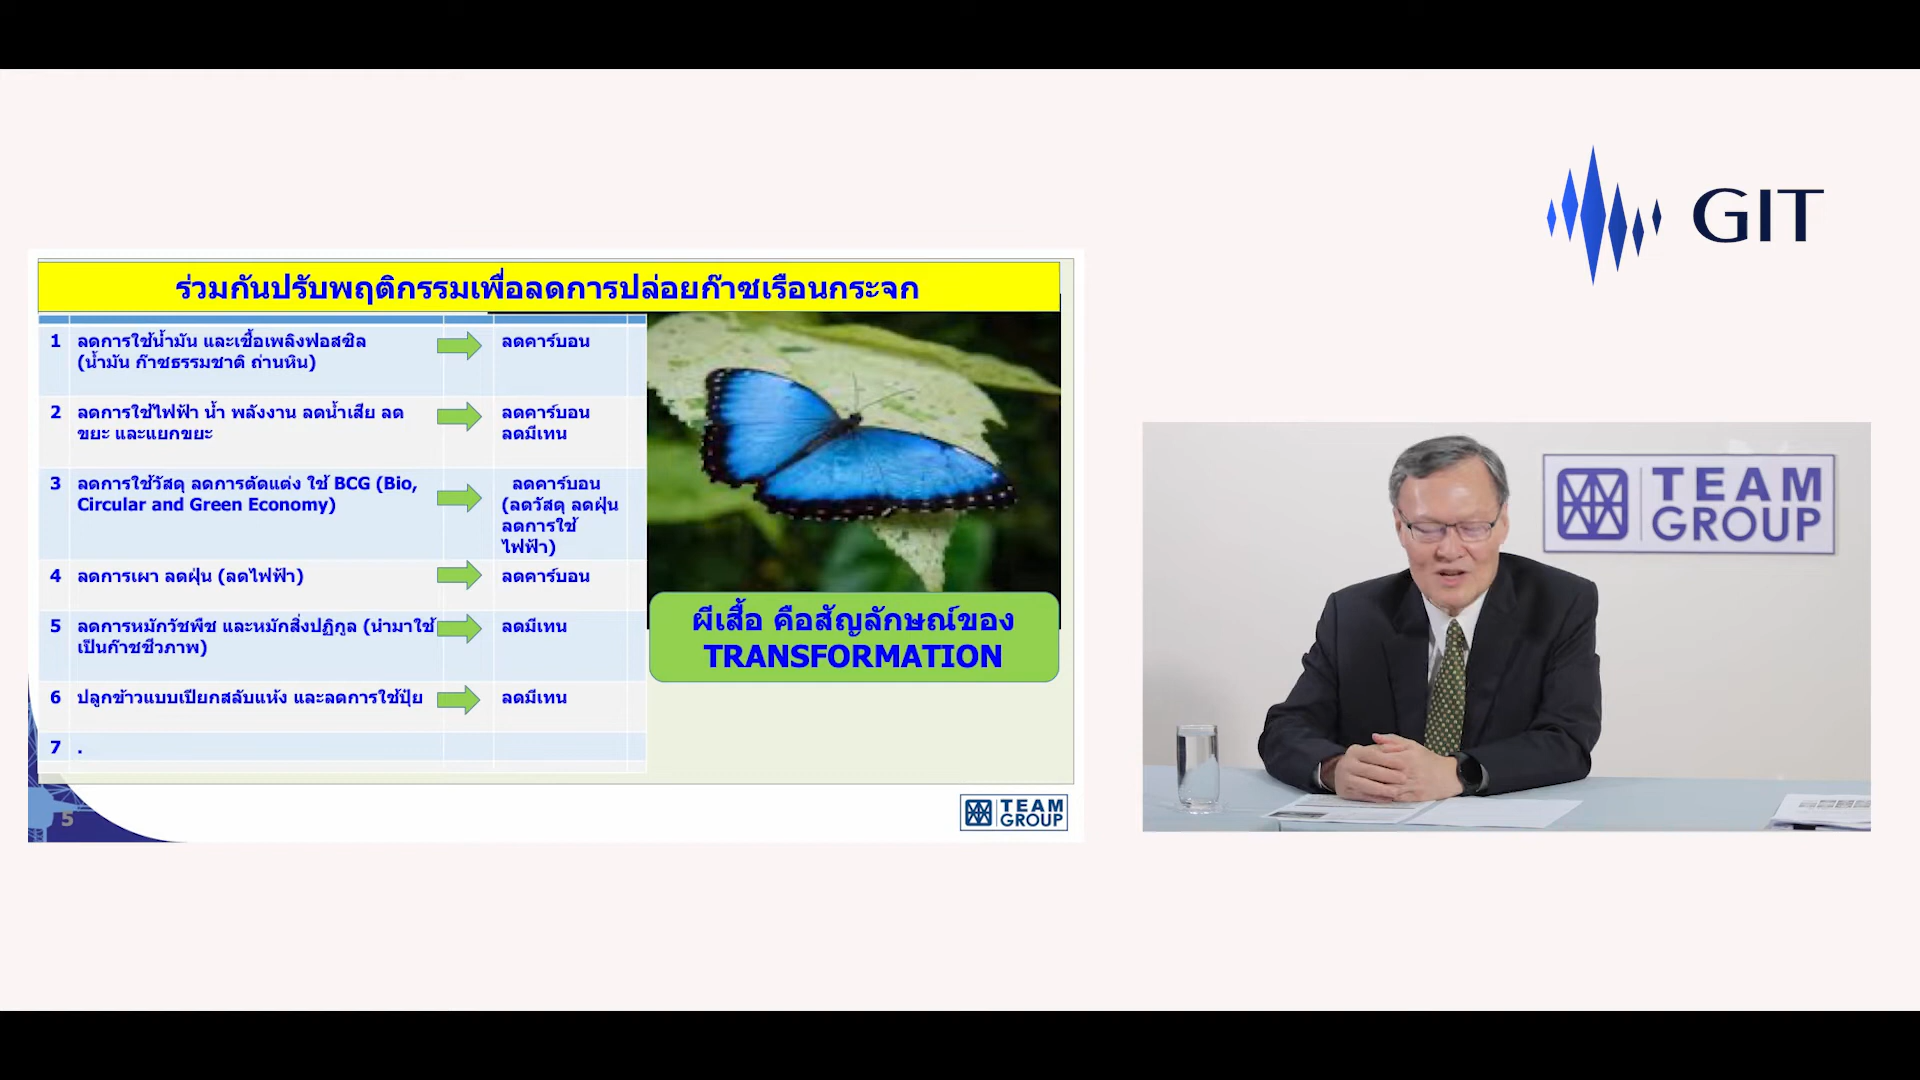 GIT
ร่วมกันปรับพฤติกรรมเพื่อลดการปล่อยก๊าซเรือนกระจก
1 ลดการใช้น้ำมัน และเชื้อเพลิงฟอสซิล
(น้ำมัน ก๊าซธรรมชาติ ถ่านหิน)
ลดคาร์บอน
2 ลดการใช้ไฟฟ้า น้ำ พลังงาน ลดน้ำเสีย ลด
ขยะ และแยกขยะ
ลดคาร์บอน
ลดมีเทน
3 ลดการใช้วัสดุ ลดการตัดแต่ง ใช้ BCG (Bio,
Circular and Green Economy)
ลดคาร์บอน
(ลดวัสดุ ลดฝุ่น
ลดการใช้
ไฟฟ้า)
4 ลดการเผา ลดฝุ่น (ลดไฟฟ้า)
ลดคาร์บอน
5 ลดการหมักวัชพืช และหมักสิ่งปฏิกูล (นำมาใช้
เป็นก๊าซชีวภาพ)
ลดมีเทน
6 ปลูกข้าวแบบเปียกสลับแห้ง และลดการใช้ปุ๋ย
ลดมีเทน
7 .
ผีเสื้อ คือสัญลักษณ์ของ
TRANSFORMATION
5
TEAM
GROUP
TEAM
GROUP